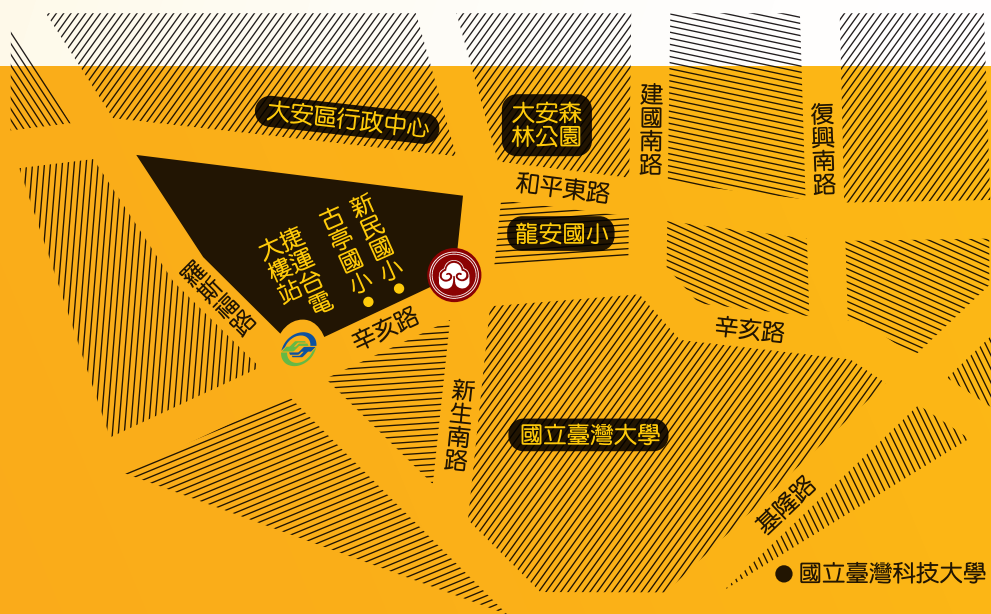 大安區行政中心
大安森
林公園
建國南路
復興南路
和平東路
龍安國小
新民國小
古亭國小
捷運台電
大樓站
羅斯福路
辛亥路
辛亥路
新生南路
國立臺灣大學
基隆路
國立臺灣科技大學